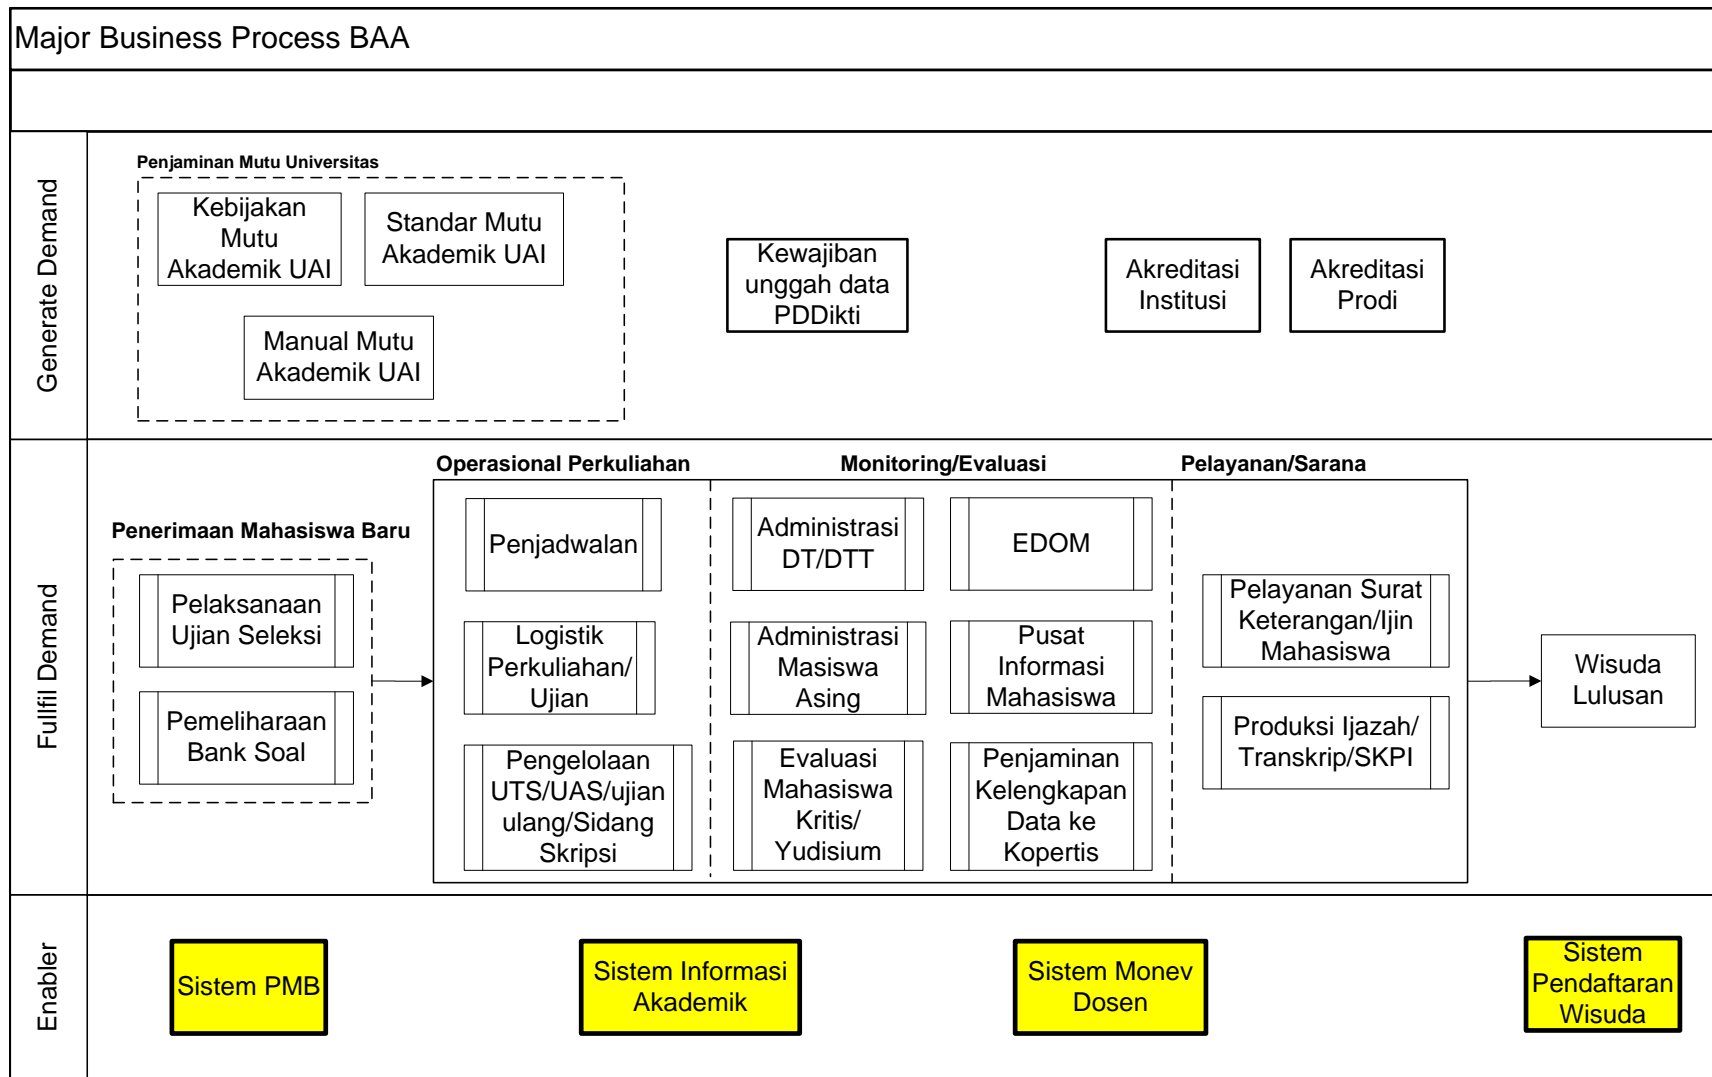 Major Business Process BAA
Generate Demand
Penjaminan Mutu Universitas
Kebijakan
Mutu
Akademik UAI
Standar Mutu
Akademik UAI
Manual Mutu
Akademik UAI
Kewajiban
unggah data
PDDikti
Akreditasi
Institusi
Akreditasi
Prodi
Fullfil Demand
Penerimaan Mahasiswa Baru
Pelaksanaan
Ujian Seleksi
Pemeliharaan
Bank Soal
Operasional Perkuliahan
Penjadwalan
Logistik
Perkuliahan/
Ujian
Pengelolaan
UTS/UAS/ujian
ulang/Sidang
Skripsi
Monitoring/Evaluasi
Administrasi
DT/DTT
EDOM
Administrasi
Masiswa
Asing
Pusat
Informasi
Mahasiswa
Evaluasi
Mahasiswa
Kritis/
Yudisium
Penjaminan
Kelengkapan
Data ke
Kopertis
Pelayanan/Sarana
Pelayanan Surat
Keterangan/Ijin
Mahasiswa
Produksi Ijazah/
Transkrip/SKPI
Wisuda
Lulusan
Enabler
Sistem PMB
Sistem Informasi
Akademik
Sistem Monev
Dosen
Sistem
Pendaftaran
Wisuda